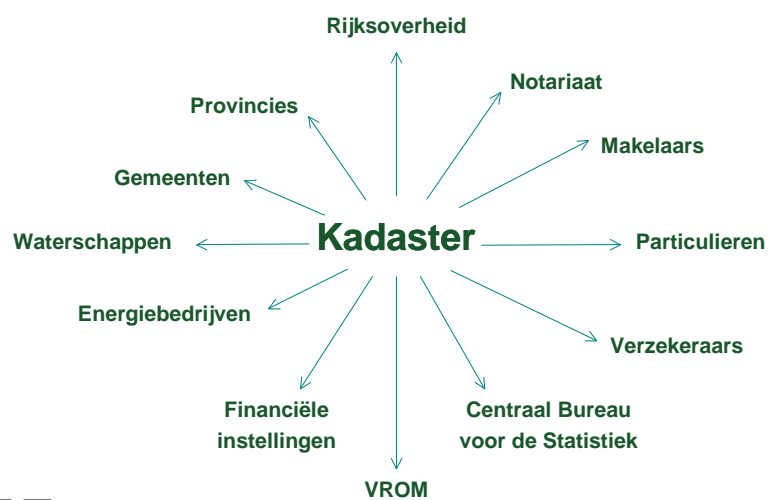 Rijksoverheid
Notariaat
Provincies
Makelaars
Gemeenten
Kadaster
Waterschappen
Particulieren
Energiebedrijven
Verzekeraars
Financiële
instellingen
Centraal Bureau
voor de Statistiek
VROM